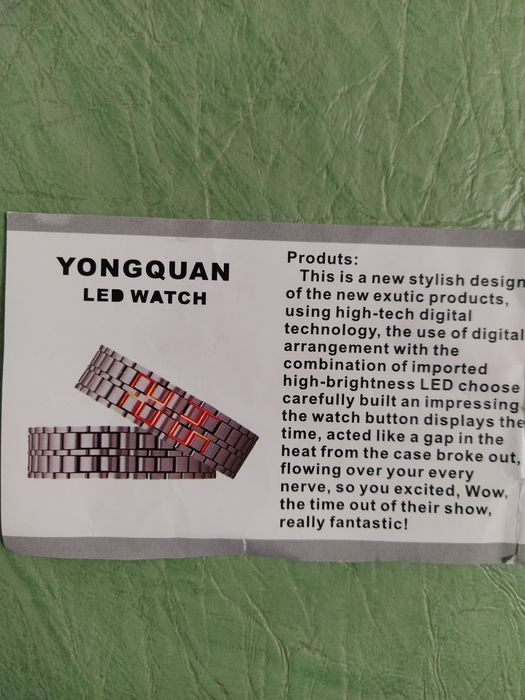 YONGQUAN
LED WATCH
Produts:
This is a new stylish design
of the new exutic products,
using high-tech digital
technology, the use of digital
arrangement with the
combination of imported
high-brightness LED choose
carefully built an impressing.
the watch button displays the
time, acted like a gap in the
heat from the case broke out,
flowing over your every
nerve, so you excited, Wow,
the time out of their show,
really fantastic!